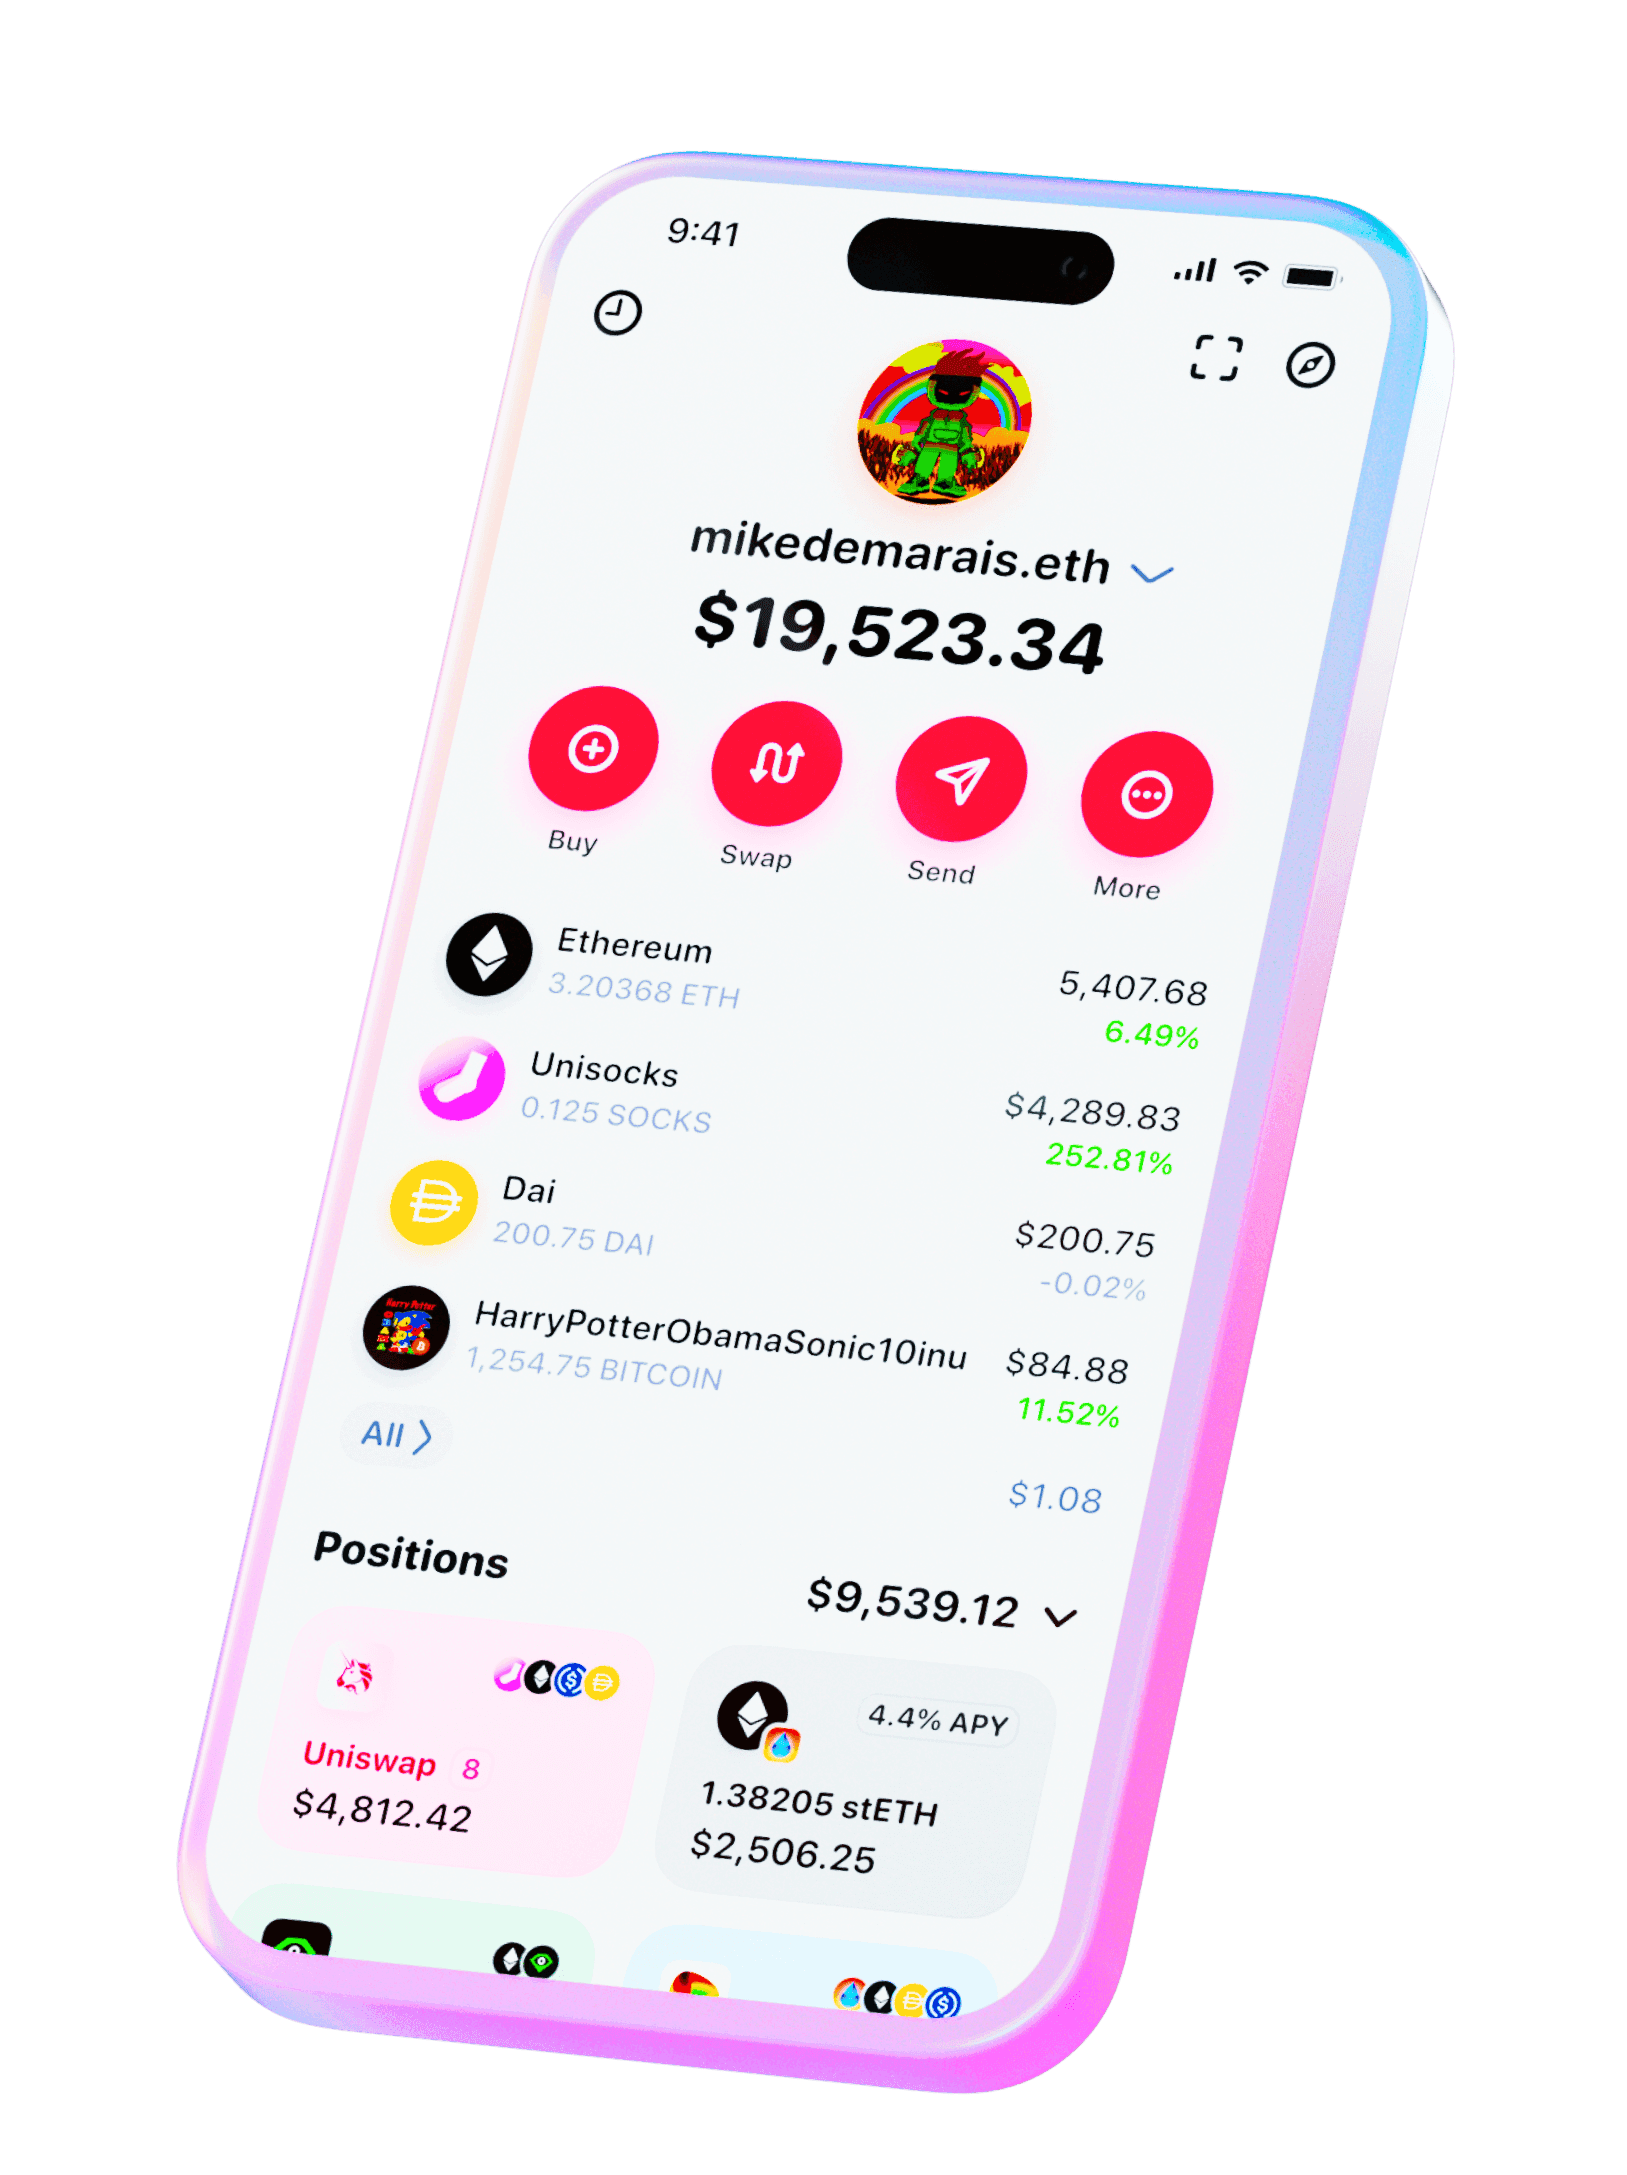 9:41
mikedemarais.eth
$19,523.34
Buy Swap Send More
Ethereum 5,407.68
3.20368 ETH 6.49%
Unisocks $4,289.83
0.125 SOCKS 252.81%
Dai $200.75
200.75 DAI -0.02%
HarryPotterObamaSonic10inu $84.88
1,254.75 BITCOIN 11.52%
All $1.08
Positions $9,539.12
4.4% APY
Uniswap 8
$4,812.42
1.38205 stETH
$2,506.25
Harry Potter